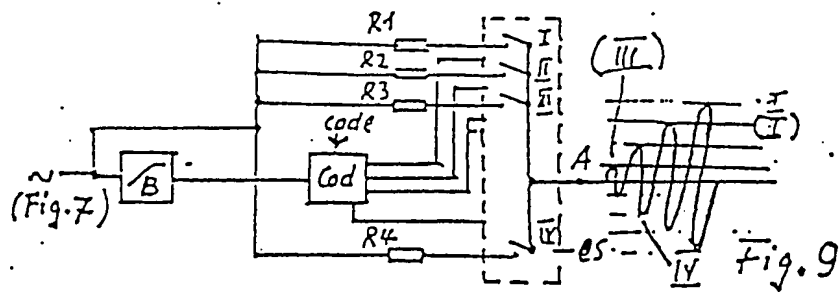 R1
I
R2
II
R3
III
code
Cod
~
B
(Fig. 7)
R4
IV
es
A
(III)
I
(I)
IV
Fig. 9